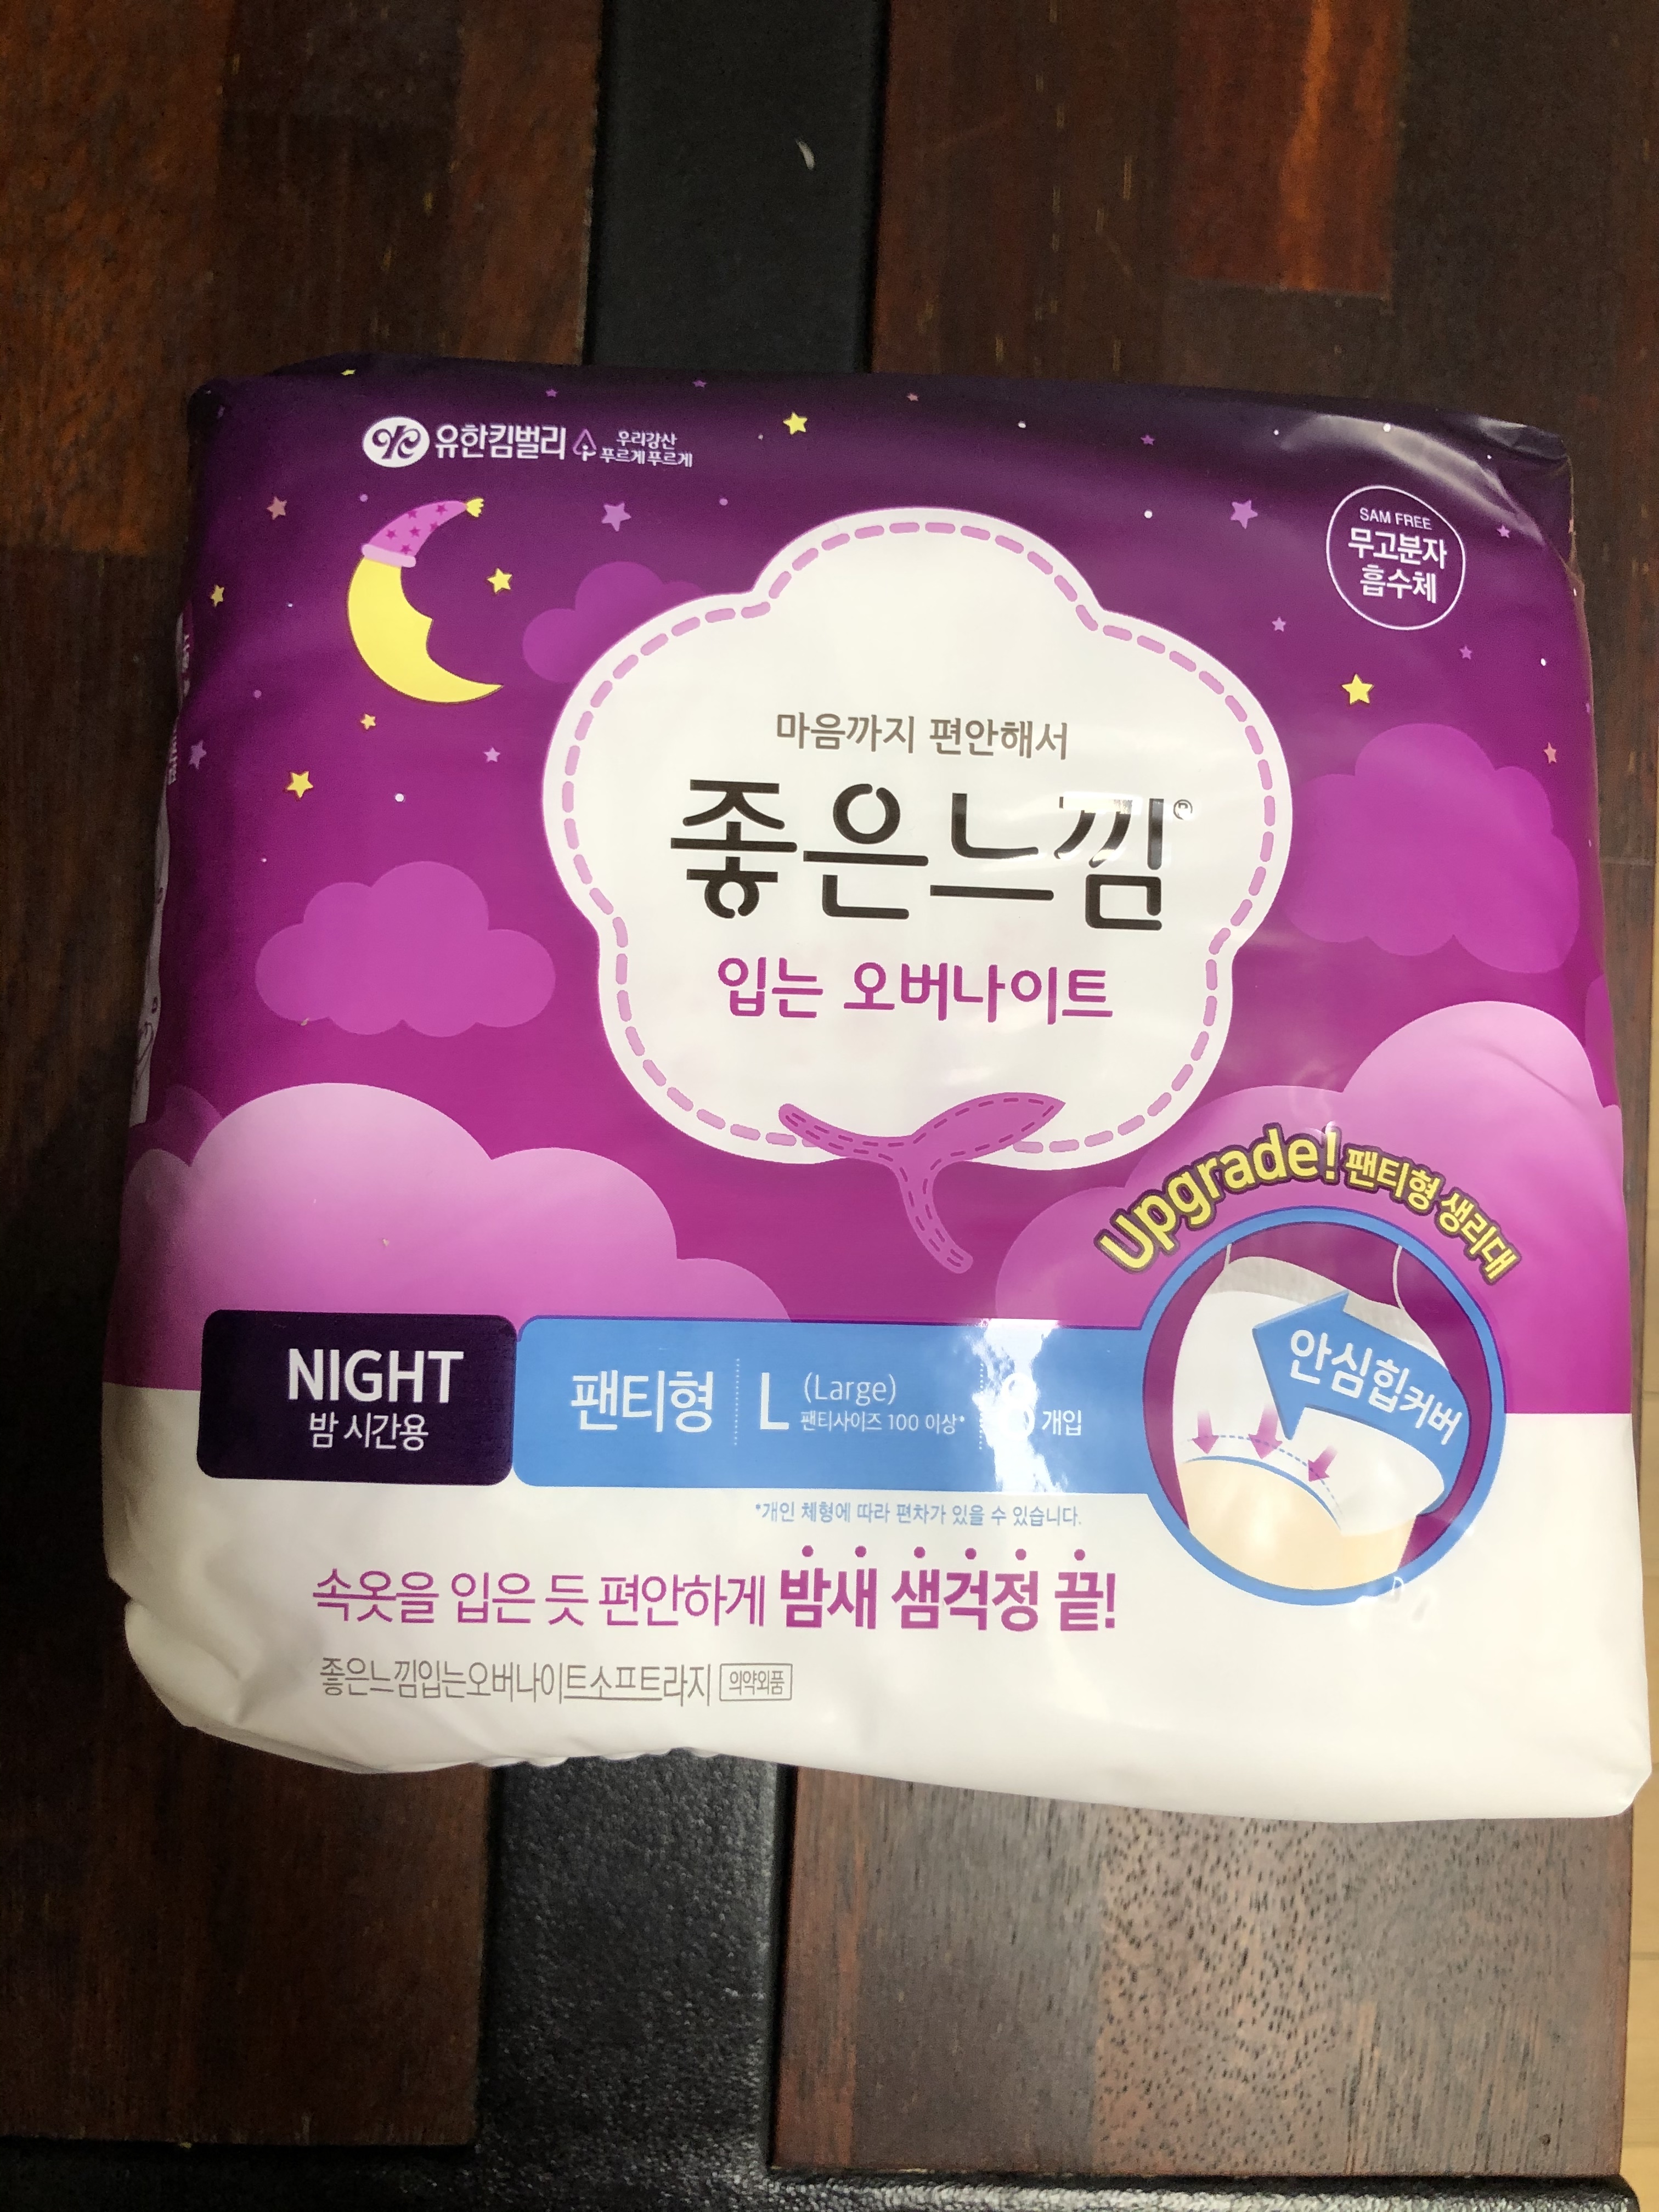 유한킴벌리
우리강산
푸르게 푸르게
SAM FREE
무고분자
흡수체
마음까지 편안해서
좋은느낌®
입는 오버나이트
Upgrade! 팬티형 생리대
안심힙커버
NIGHT
밤 시간용
팬티형
L (Large)
팬티사이즈 100 이상*
개입
*개인 체형에 따라 편차가 있을 수 있습니다.
속옷을 입은 듯 편안하게 밤새 샘걱정 끝!
좋은느낌입는오버나이트소프트라지 의약외품